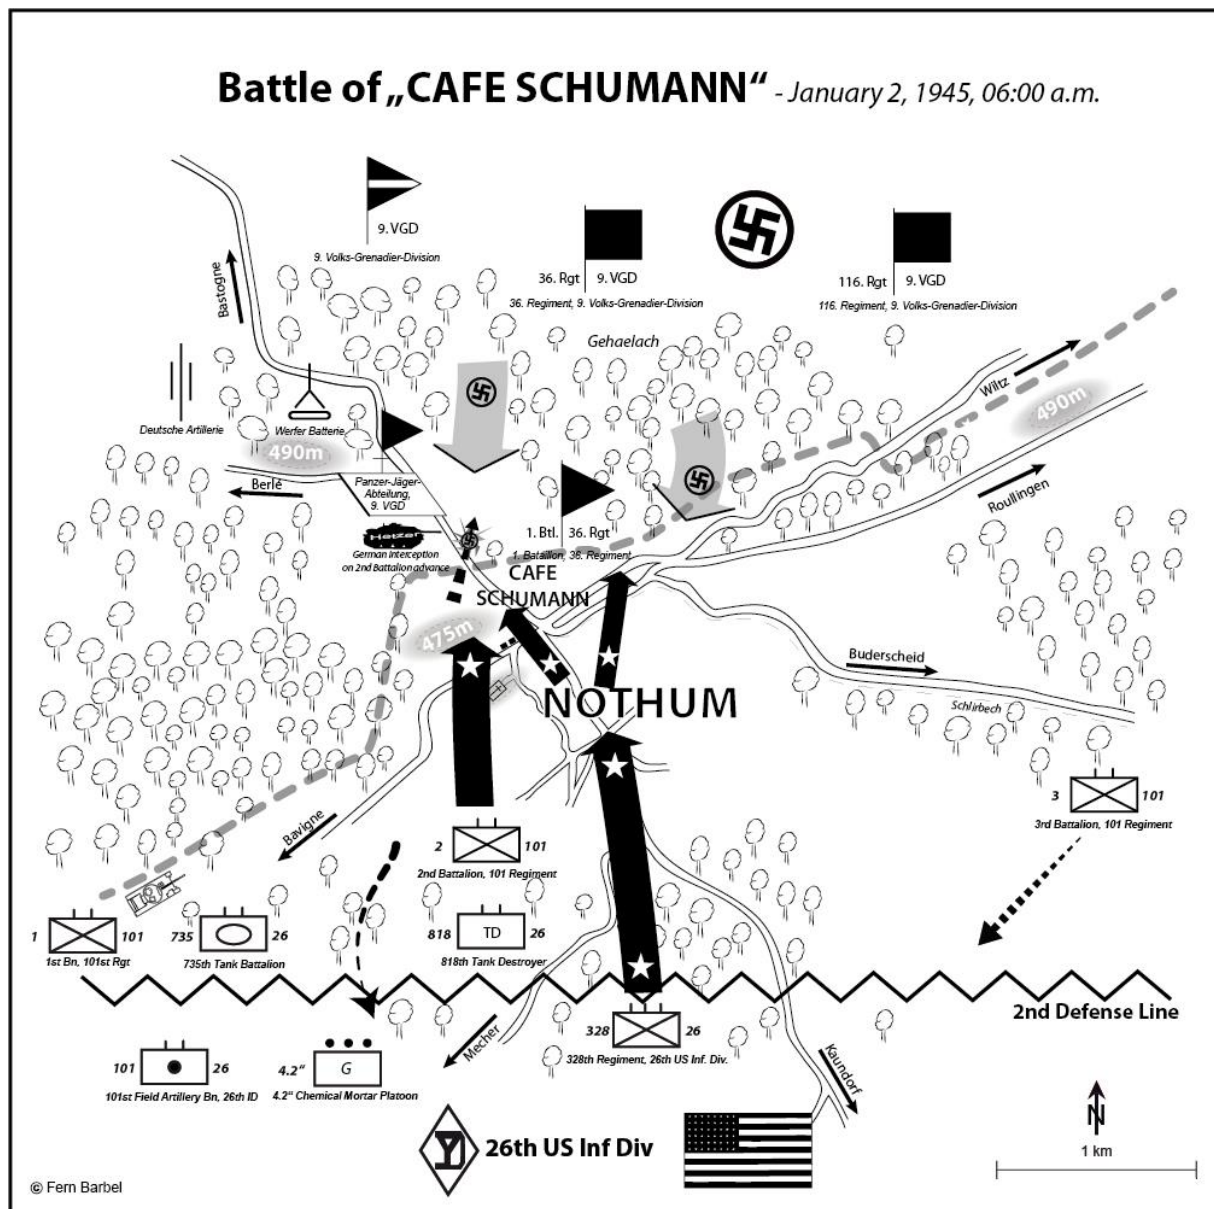 Battle of „CAFE SCHUMANN“ - January 2, 1945, 06:00 a.m.
9. VGD
9. Volks-Grenadier-Division
36. Rgt
9. VGD
36. Regiment, 9. Volks-Grenadier-Division
116. Rgt
9. VGD
116. Regiment, 9. Volks-Grenadier-Division
Bastogne
Gehaelach
Wiltz
490m
Deutsche Artillerie
Werfer Batterie
490m
Berlé
Panzer-Jäger-
Abteilung,
9. VGD
Roullingen
Hetzer
German interception
on 2nd Battalion advance
1. Btl.
36. Rgt
1. Bataillon, 36. Regiment
CAFE
SCHUMANN
475m
Buderscheid
NOTHUM
Schlirbech
3
101
3rd Battalion, 101 Regiment
Bavigne
2
101
2nd Battalion, 101 Regiment
1
101
1st Bn, 101st Rgt
735
26
735th Tank Battalion
818
TD
26
818th Tank Destroyer
2nd Defense Line
328
26
328th Regiment, 26th US Inf. Div.
Mecher
Kaundorf
101
26
101st Field Artillery Bn, 26th ID
4.2“
G
4.2“ Chemical Mortar Platoon
YD
26th US Inf Div
N
1 km
© Fern Barbel